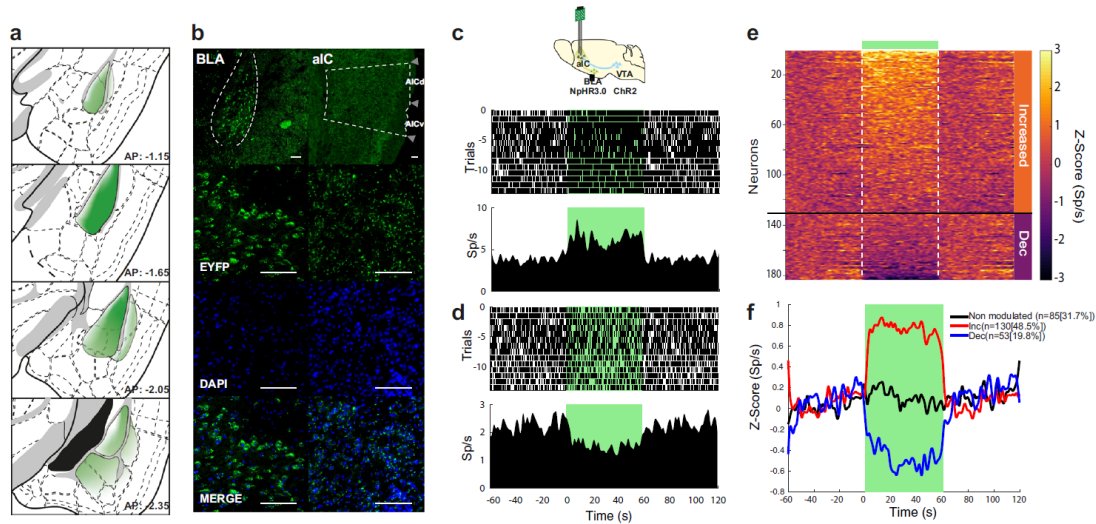 a
AP: -1.15
AP: -1.65
AP: -2.05
AP: -2.35
b
BLA
aIC
AICd
AICv
EYFP
DAPI
MERGE
c
aIC
BLA
VTA
NpHR3.0
ChR2
Trials
0
-5
-10
Sp/s
10
5
0
d
Trials
0
-5
-10
Sp/s
3
2
1
0
-60
-40
-20
0
20
40
60
80
100
120
Time (s)
e
Neurons
20
60
100
140
180
Increased
Dec
3
2
1
0
-1
-2
-3
Z-Score (Sp/s)
f
Z-Score (Sp/s)
1
0.8
0.6
0.4
0.2
0
0.2
0.4
0.6
-0.8
Non modulated (n=85[31.7%])
Inc(n=130[48.5%])
Dec(n=53[19.8%])
-60
-40
-20
0
20
40
60
80
100
120
Time (s)